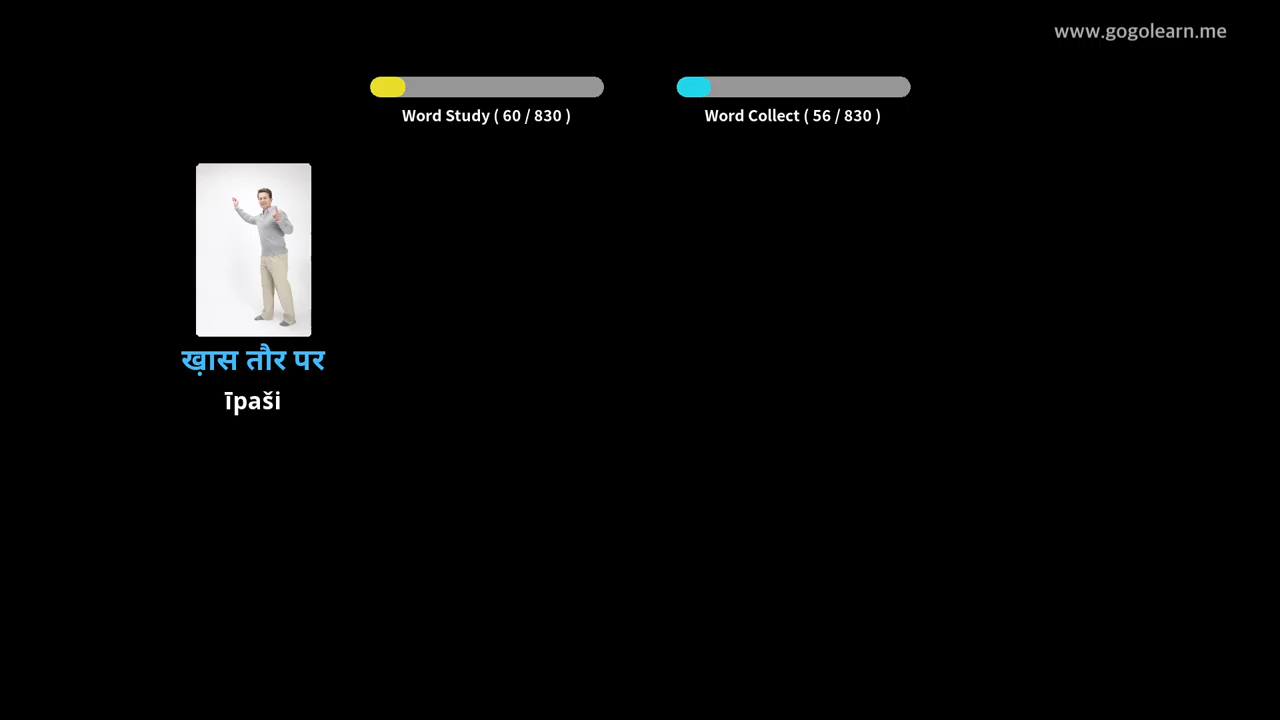 www.gogolearn.me
Word Study ( 60 / 830 )
Word Collect ( 56 / 830 )
ख़ास तौर पर
īpaši